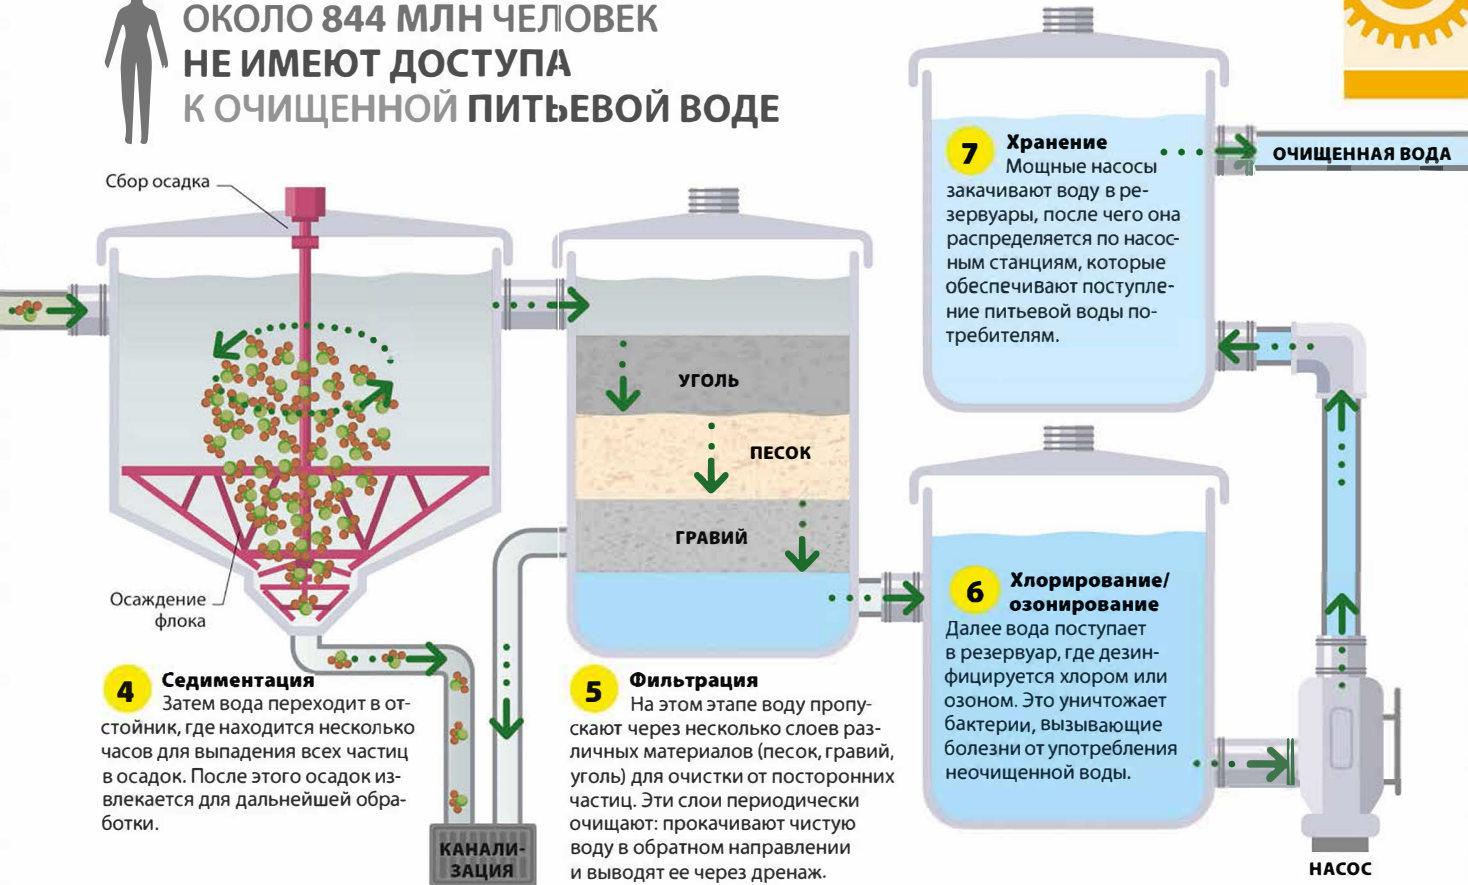 ОКОЛО 844 МЛН ЧЕЛОВЕК
НЕ ИМЕЮТ ДОСТУПА
К ОЧИЩЕННОЙ ПИТЬЕВОЙ ВОДЕ
Сбор осадка
Осаждение
флока
4 Седиментация
Затем вода переходит в от-
стойник, где находится несколько
часов для выпадения всех частиц
в осадок. После этого осадок из-
влекается для дальнейшей обра-
ботки.
КАНАЛИ-
ЗАЦИЯ
УГОЛЬ
ПЕСОК
ГРАВИЙ
5 Фильтрация
На этом этапе воду пропу-
скают через несколько слоев раз-
личных материалов (песок, гравий,
уголь) для очистки от посторонних
частиц. Эти слои периодически
очищают: прокачивают чистую
воду в обратном направлении
и выводят ее через дренаж.
6 Хлорирование/
озонирование
Далее вода поступает
в резервуар, где дезин-
фицируется хлором или
озоном. Это уничтожает
бактерии, вызывающие
болезни от употребления
неочищенной воды.
НАСОС
7 Хранение
Мощные насосы
закачивают воду в ре-
зервуары, после чего она
распределяется по насос-
ным станциям, которые
обеспечивают поступле-
ние питьевой воды по-
требителям.
ОЧИЩЕННАЯ ВОДА